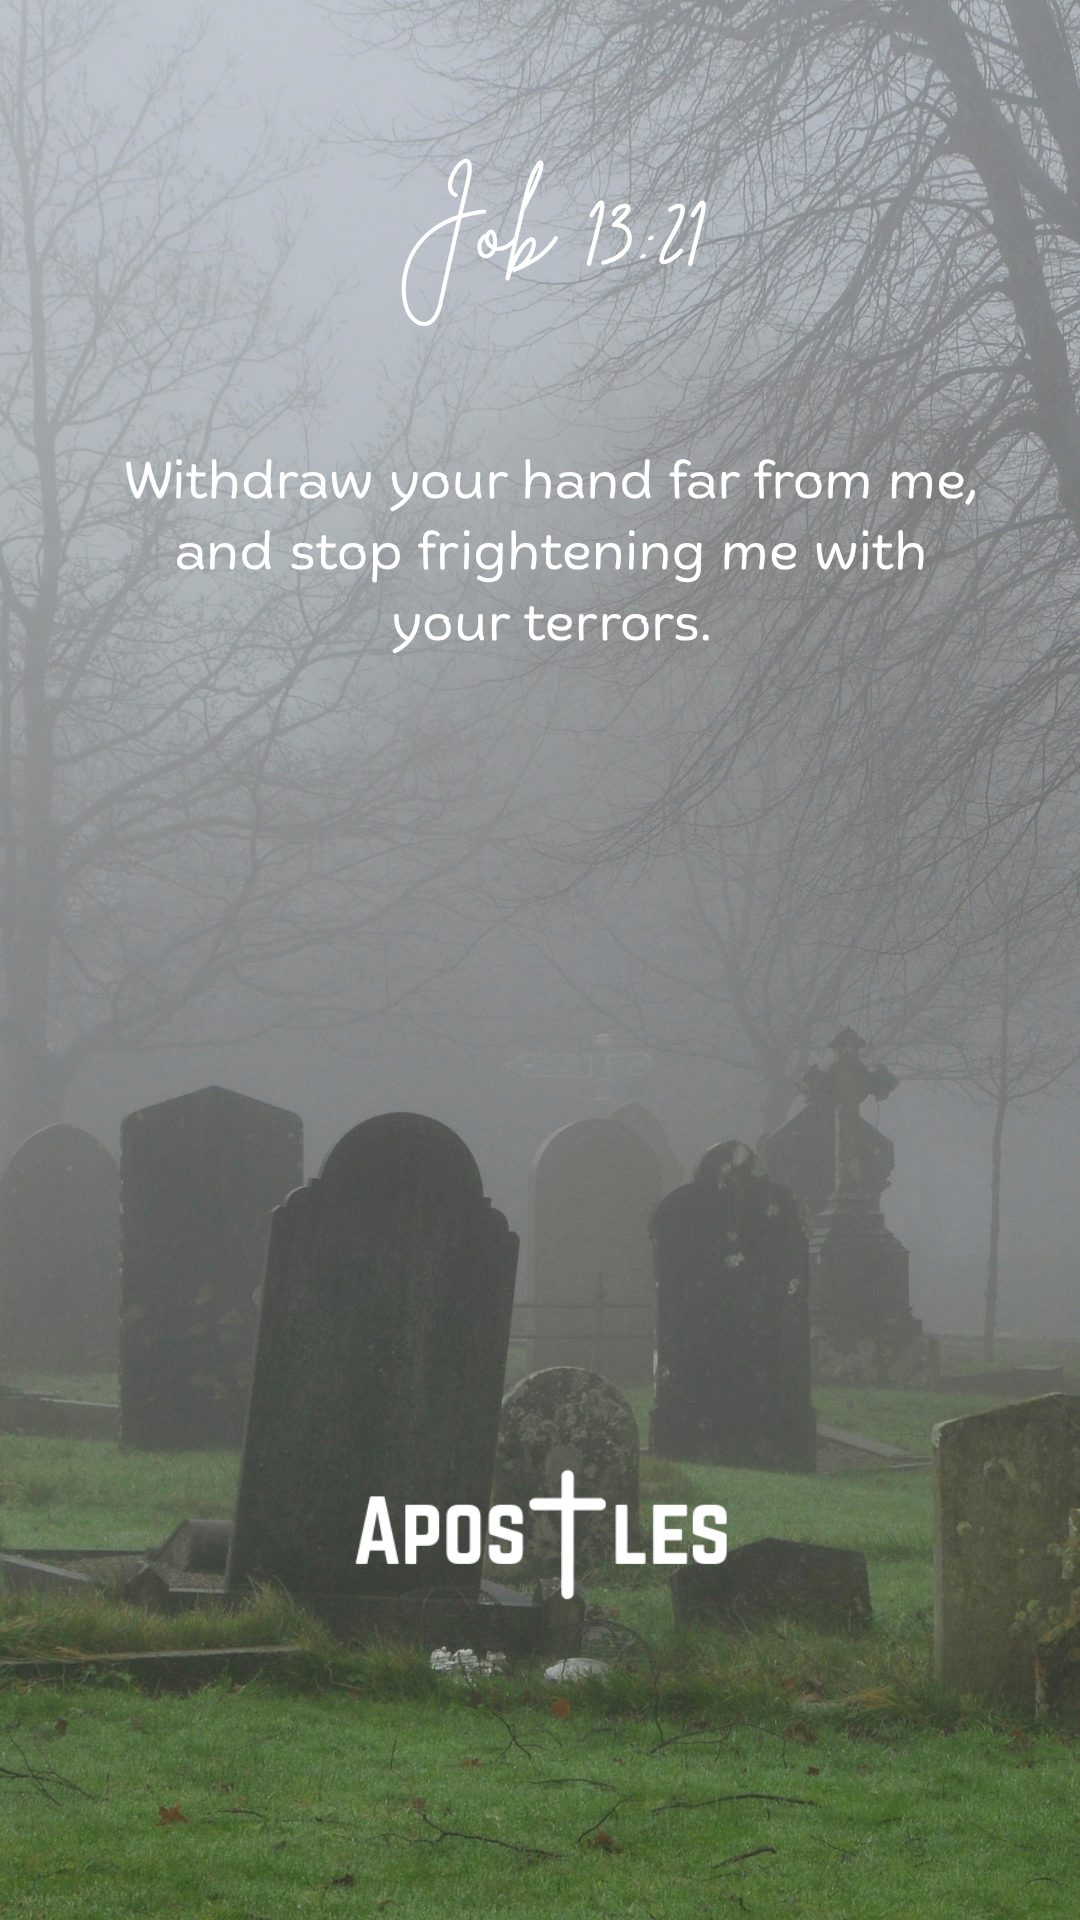 Job 13:21
Withdraw your hand far from me,
and stop frightening me with
your terrors.
APOSTLES